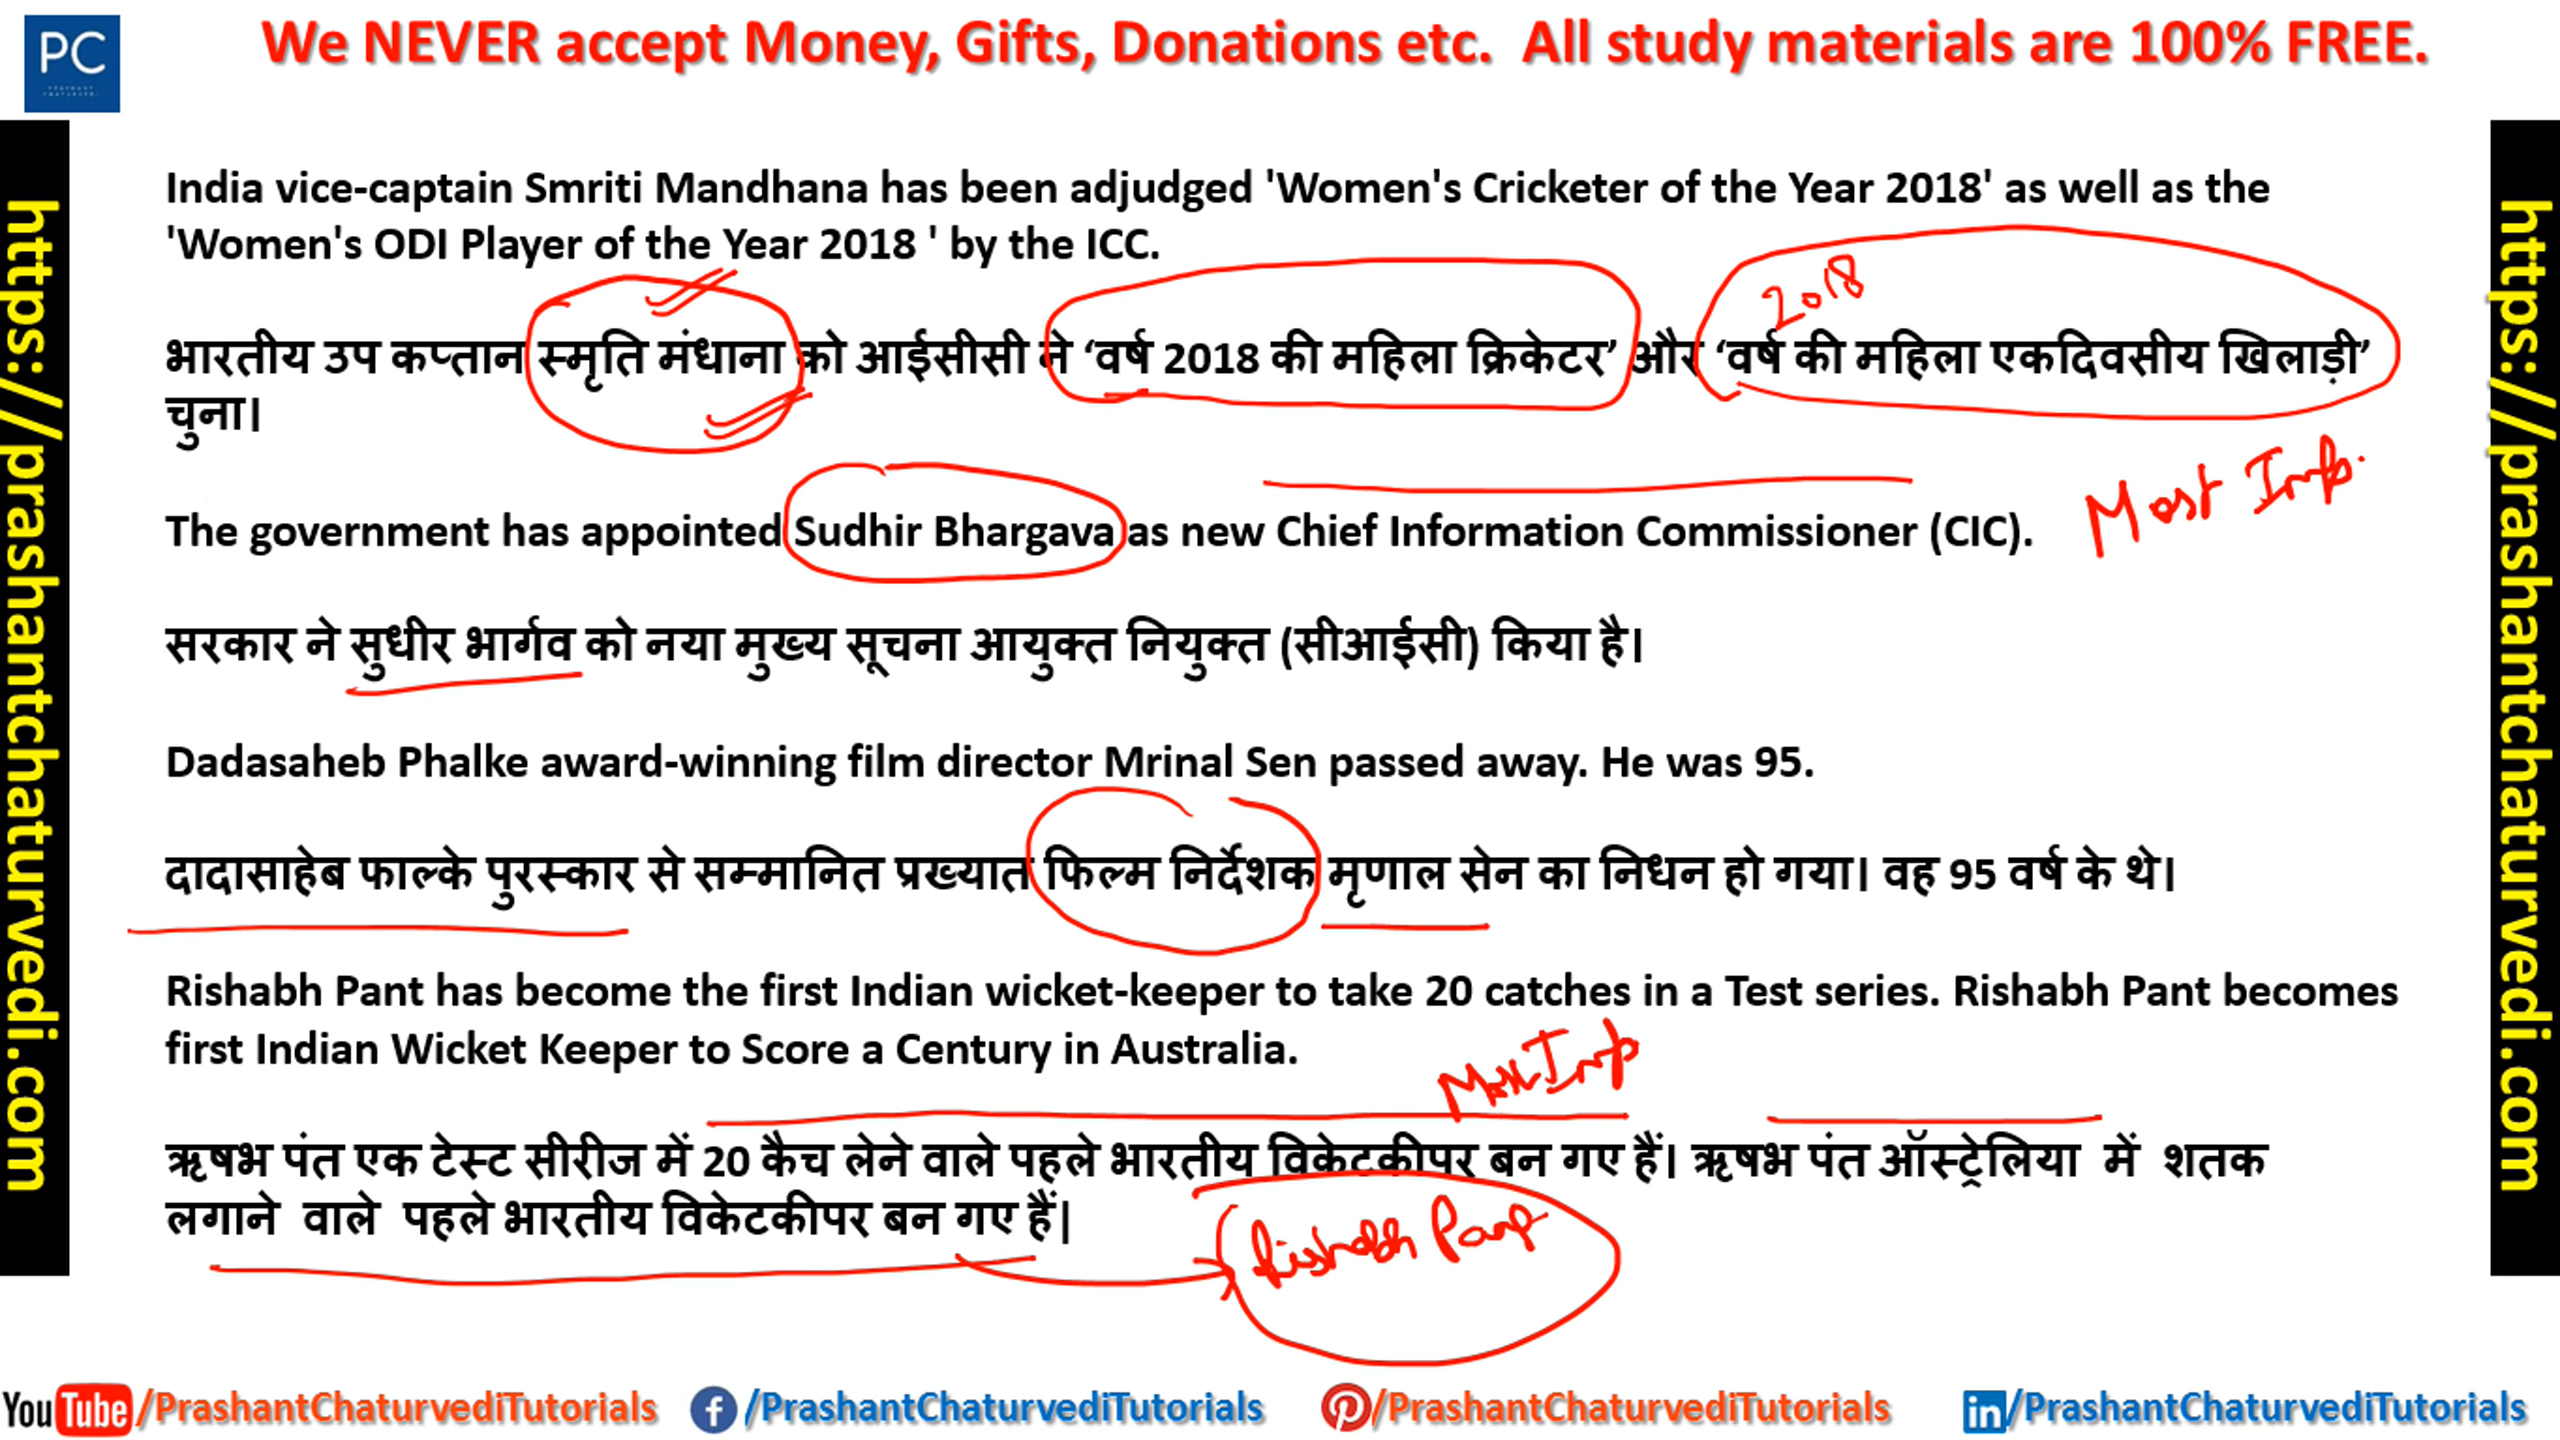 PC
PRASHANT
CHATURVEDI
We NEVER accept Money, Gifts, Donations etc. All study materials are 100% FREE.
https://prashantchaturvedi.com
https://prashantchaturvedi.com
India vice-captain Smriti Mandhana has been adjudged 'Women's Cricketer of the Year 2018' as well as the
'Women's ODI Player of the Year 2018 ' by the ICC.
2018
भारतीय उप कप्तान स्मृति मंधाना को आईसीसी ने ‘वर्ष 2018 की महिला क्रिकेटर’ और ‘वर्ष की महिला एकदिवसीय खिलाड़ी’
चुना।
The government has appointed Sudhir Bhargava as new Chief Information Commissioner (CIC).
Most Imp.
सरकार ने सुधीर भार्गव को नया मुख्य सूचना आयुक्त नियुक्त (सीआईसी) किया है।
Dadasaheb Phalke award-winning film director Mrinal Sen passed away. He was 95.
दादासाहेब फाल्के पुरस्कार से सम्मानित प्रख्यात फिल्म निर्देशक मृणाल सेन का निधन हो गया। वह 95 वर्ष के थे।
Rishabh Pant has become the first Indian wicket-keeper to take 20 catches in a Test series. Rishabh Pant becomes
first Indian Wicket Keeper to Score a Century in Australia.
Most Imp
ऋषभ पंत एक टेस्ट सीरीज में 20 कैच लेने वाले पहले भारतीय विकेटकीपर बन गए हैं। ऋषभ पंत ऑस्ट्रेलिया में शतक
लगाने वाले पहले भारतीय विकेटकीपर बन गए हैं|
Rishabh Pant
YouTube/PrashantChaturvediTutorials
f/PrashantChaturvediTutorials
/PrashantChaturvediTutorials
in/PrashantChaturvediTutorials